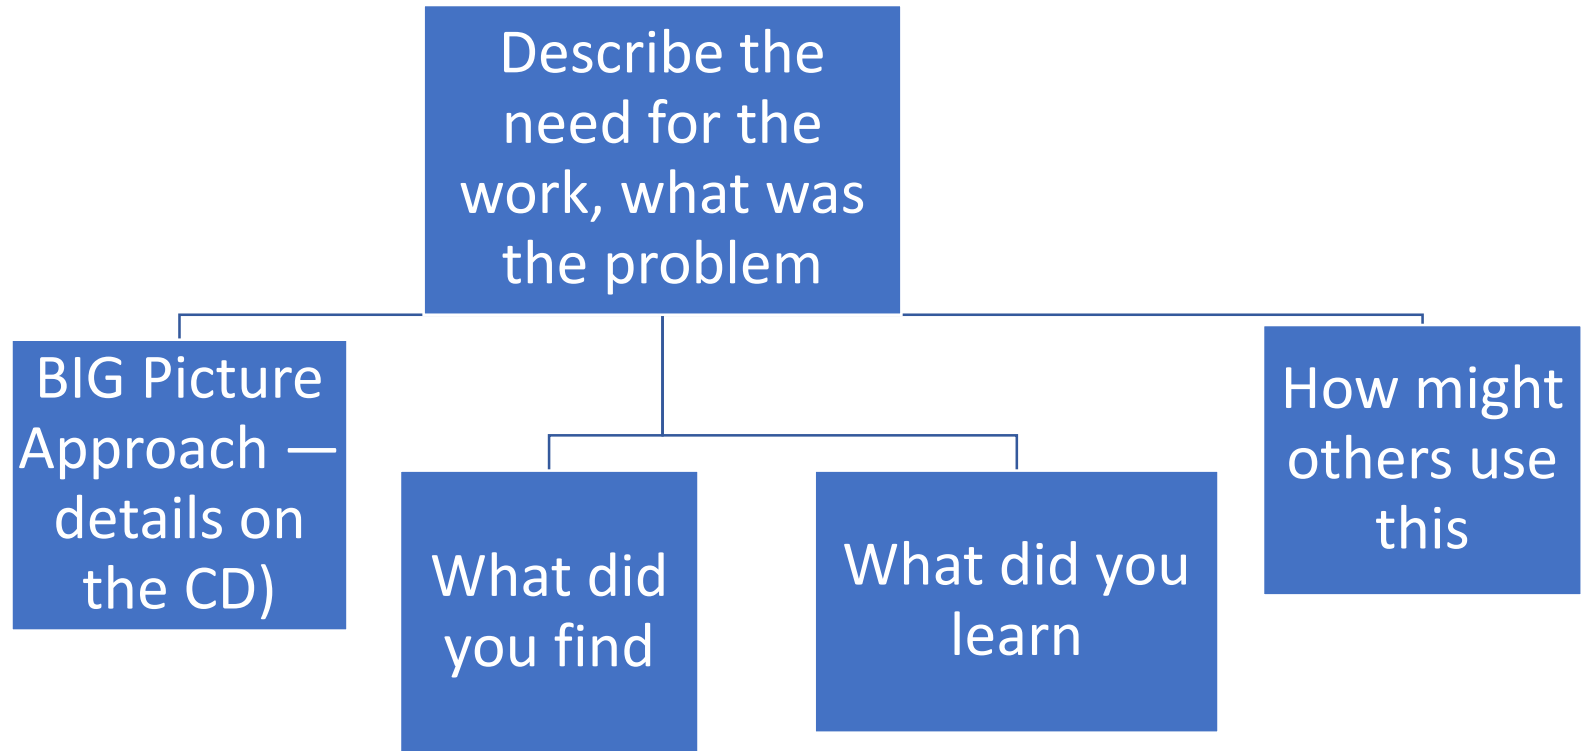 Describe the
need for the
work, what was
the problem
BIG Picture
Approach —
details on
the CD)
What did
you find
What did you
learn
How might
others use
this